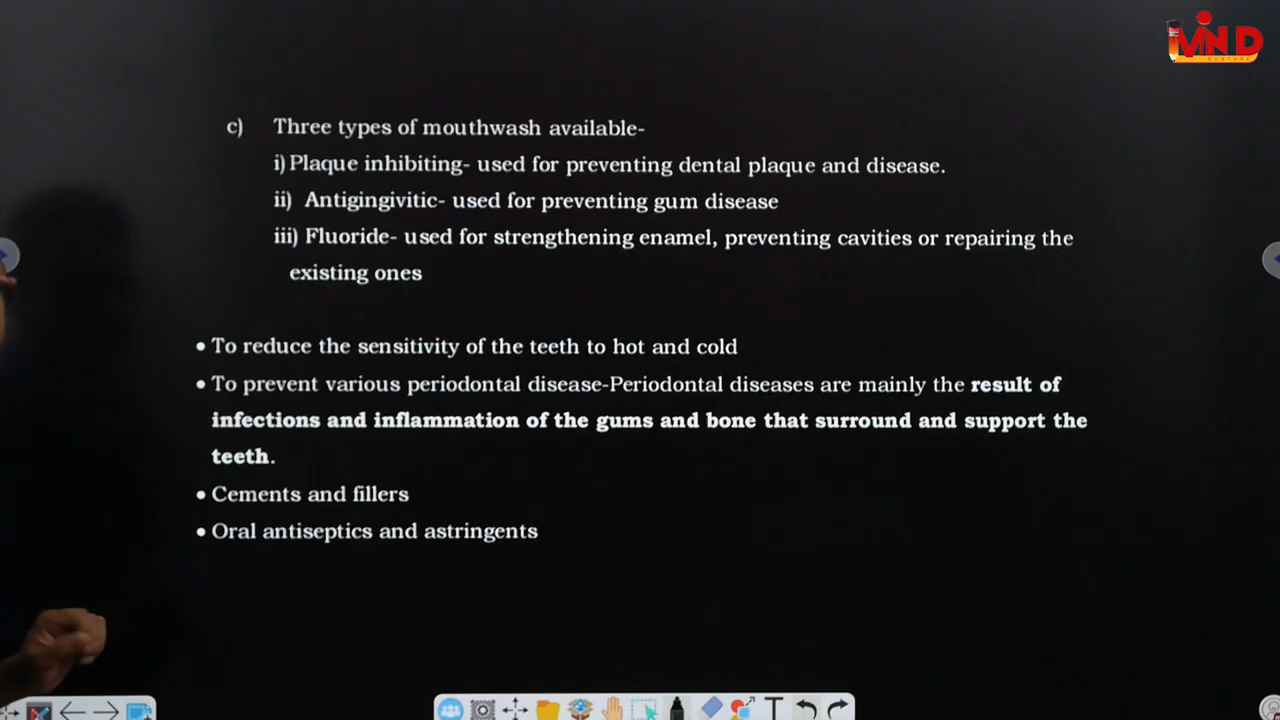 MIND
NURTURE
c) Three types of mouthwash available-
i) Plaque inhibiting- used for preventing dental plaque and disease.
ii) Antigingivitic- used for preventing gum disease
iii) Fluoride- used for strengthening enamel, preventing cavities or repairing the
existing ones
• To reduce the sensitivity of the teeth to hot and cold
• To prevent various periodontal disease-Periodontal diseases are mainly the result of
infections and inflammation of the gums and bone that surround and support the
teeth.
• Cements and fillers
• Oral antiseptics and astringents
T